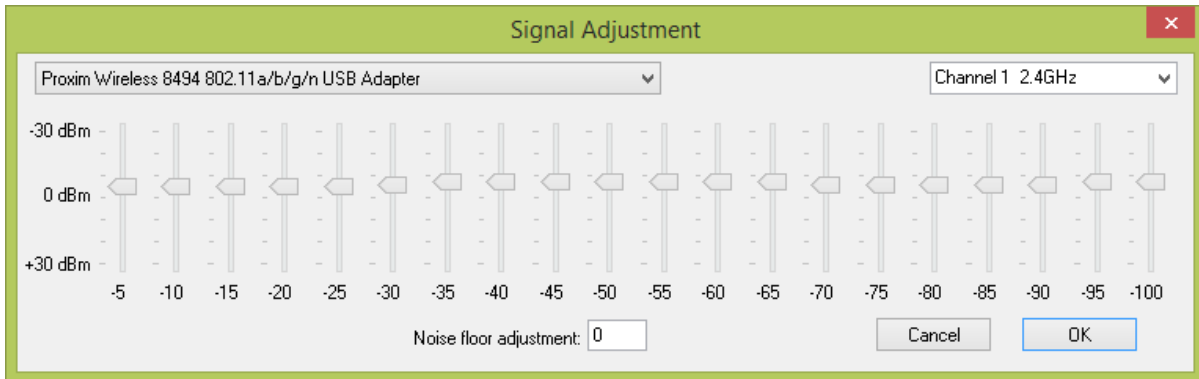 Signal Adjustment
Proxim Wireless 8494 802.11a/b/g/n USB Adapter
Channel 1 2.4GHz
-30 dBm
0 dBm
+30 dBm
-5 -10 -15 -20 -25 -30 -35 -40 -45 -50 -55 -60 -65 -70 -75 -80 -85 -90 -95 -100
Noise floor adjustment: 0
Cancel OK